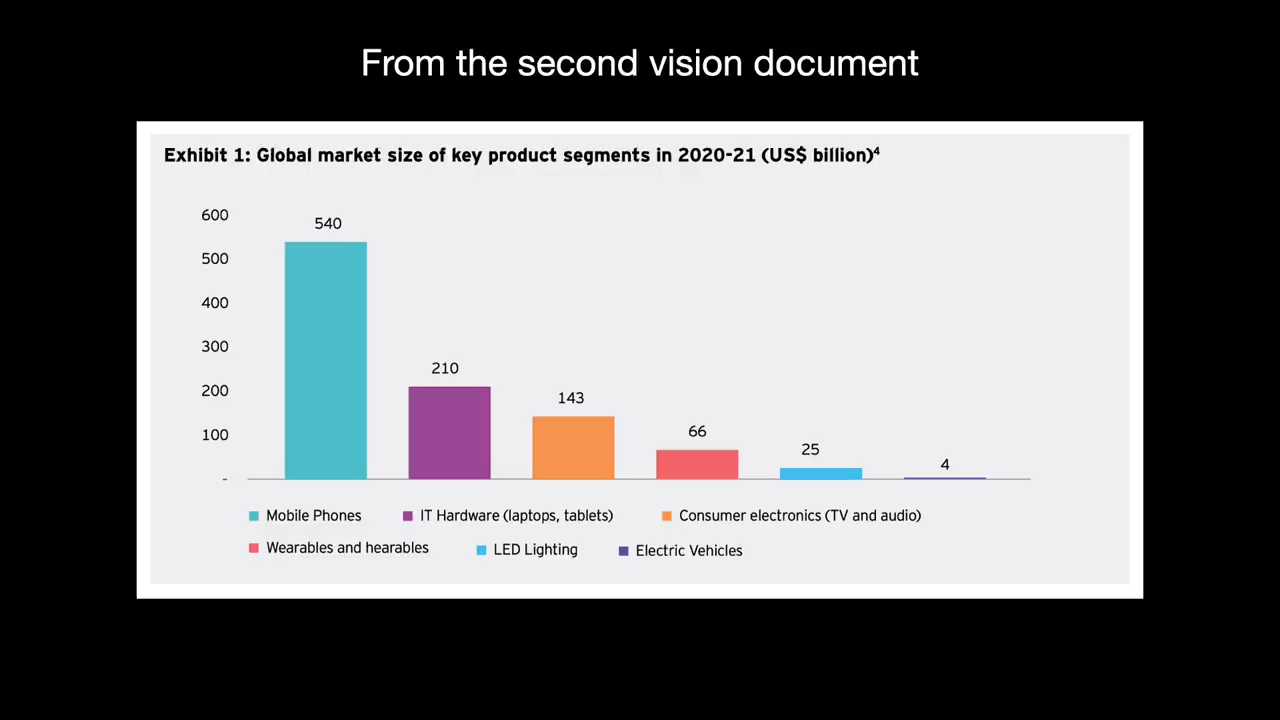 From the second vision document
Exhibit 1: Global market size of key product segments in 2020-21 (US$ billion)4
600
500
400
300
200
100
-
540
210
143
66
25
4
Mobile Phones
IT Hardware (laptops, tablets)
Consumer electronics (TV and audio)
Wearables and hearables
LED Lighting
Electric Vehicles